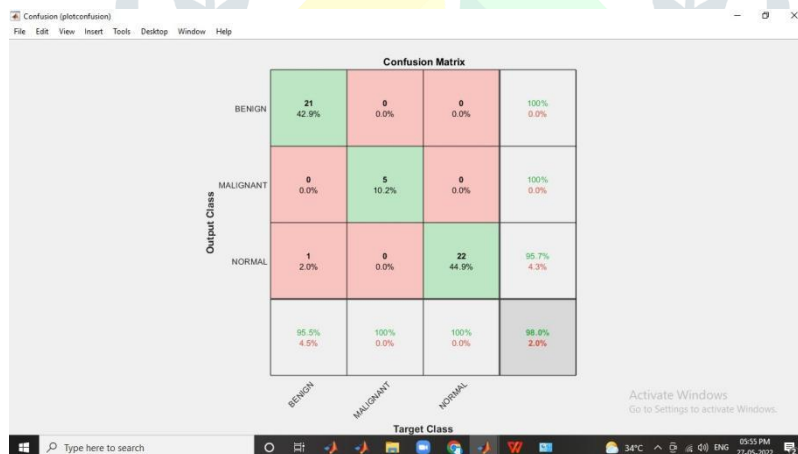 Confusion (plotconfusion)
File Edit View Insert Tools Desktop Window Help
Confusion Matrix
BENIGN
21
42.9%
0
0.0%
0
0.0%
100%
0.0%
MALIGNANT
0
0.0%
5
10.2%
0
0.0%
100%
0.0%
NORMAL
1
2.0%
0
0.0%
22
44.9%
95.7%
4.3%
95.5%
4.5%
100%
0.0%
100%
0.0%
98.0%
2.0%
Output Class
BENIGN
MALIGNANT
NORMAL
Target Class
Activate Windows
Go to Settings to activate Windows.
Type here to search
34°C
ENG
05:55 PM
27-05-2022